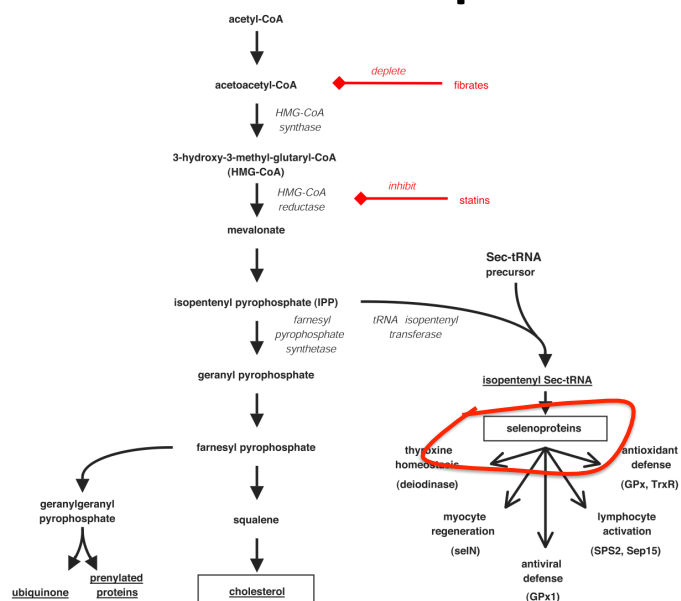 acetyl-CoA
acetoacetyl-CoA
deplete
fibrates
HMG-CoA
synthase
3-hydroxy-3-methyl-glutaryl-CoA
(HMG-CoA)
HMG-CoA
reductase
inhibit
statins
mevalonate
Sec-tRNA
precursor
isopentenyl pyrophosphate (IPP)
farnesyl
pyrophosphate
synthetase
tRNA isopentenyl
transferase
geranyl pyrophosphate
isopentenyl Sec-tRNA
selenoproteins
farnesyl pyrophosphate
thyroxine
homeostasis
(deiodinase)
antioxidant
defense
(GPx, TrxR)
geranylgeranyl
pyrophosphate
squalene
myocyte
regeneration
(selN)
lymphocyte
activation
(SPS2, Sep15)
antiviral
defense
(GPx1)
ubiquinone
prenylated
proteins
cholesterol